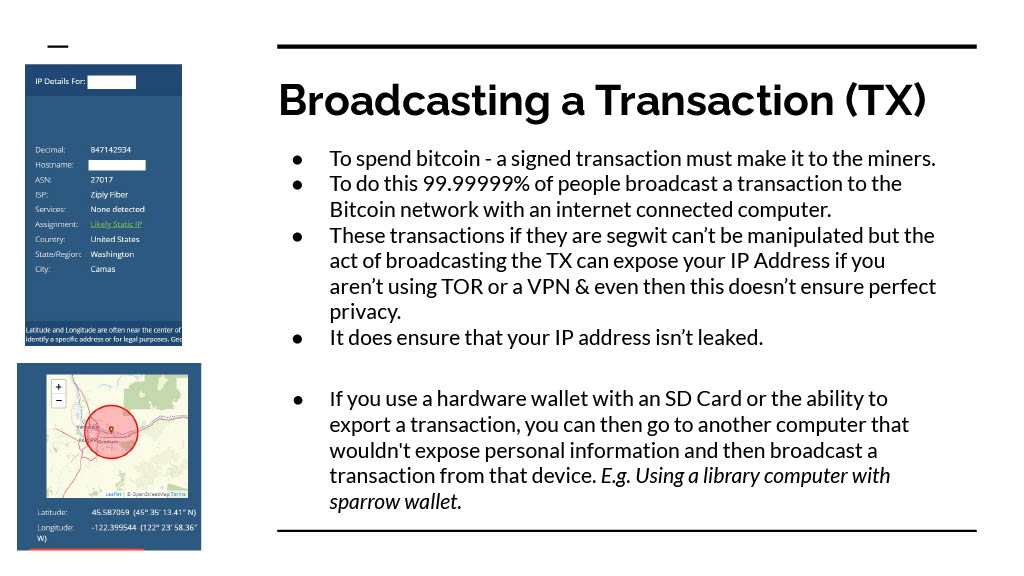 IP Details For:
Decimal: 847142934
Hostname:
ASN: 27017
ISP: Ziply Fiber
Services: None detected
Assignment: Likely Static IP
Country: United States
State/Region: Washington
City: Camas
Latitude and Longitude are often near the center of
identify a specific address or for legal purposes. Geo
+
−
Gresham
Leaflet | © OpenStreetMap Terms
Latitude: 45.587059 (45° 35' 13.41" N)
Longitude: -122.399544 (122° 23' 58.36"
W)
Broadcasting a Transaction (TX)
● To spend bitcoin - a signed transaction must make it to the miners.
● To do this 99.99999% of people broadcast a transaction to the
Bitcoin network with an internet connected computer.
● These transactions if they are segwit can’t be manipulated but the
act of broadcasting the TX can expose your IP Address if you
aren’t using TOR or a VPN & even then this doesn’t ensure perfect
privacy.
● It does ensure that your IP address isn’t leaked.
● If you use a hardware wallet with an SD Card or the ability to
export a transaction, you can then go to another computer that
wouldn't expose personal information and then broadcast a
transaction from that device. E.g. Using a library computer with
sparrow wallet.